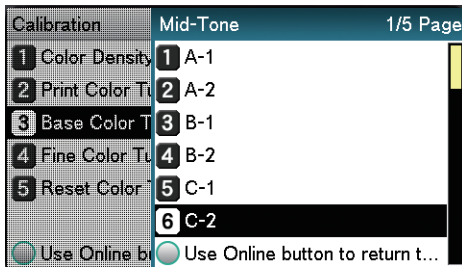 Calibration
1 Color Density
2 Print Color
3 Base Color
4 Fine Color
5 Reset Color
Use Online
Mid-Tone 1/5 Page
1 A-1
2 A-2
3 B-1
4 B-2
5 C-1
6 C-2
Use Online button to return t...